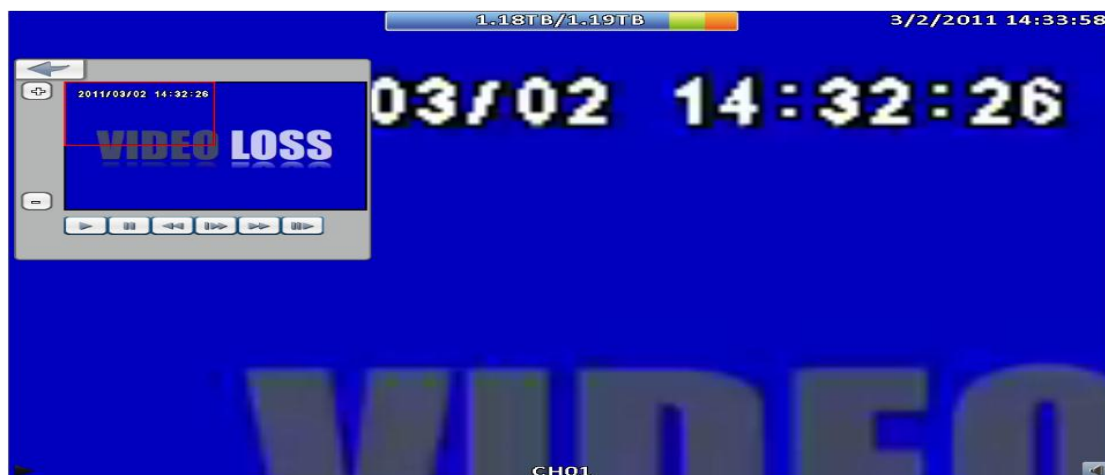 1.18TB/1.19TB
3/2/2011 14:33:58
2011/03/02 14:32:26
VIDEO LOSS
03/02 14:32:26
VIDEO
CH01